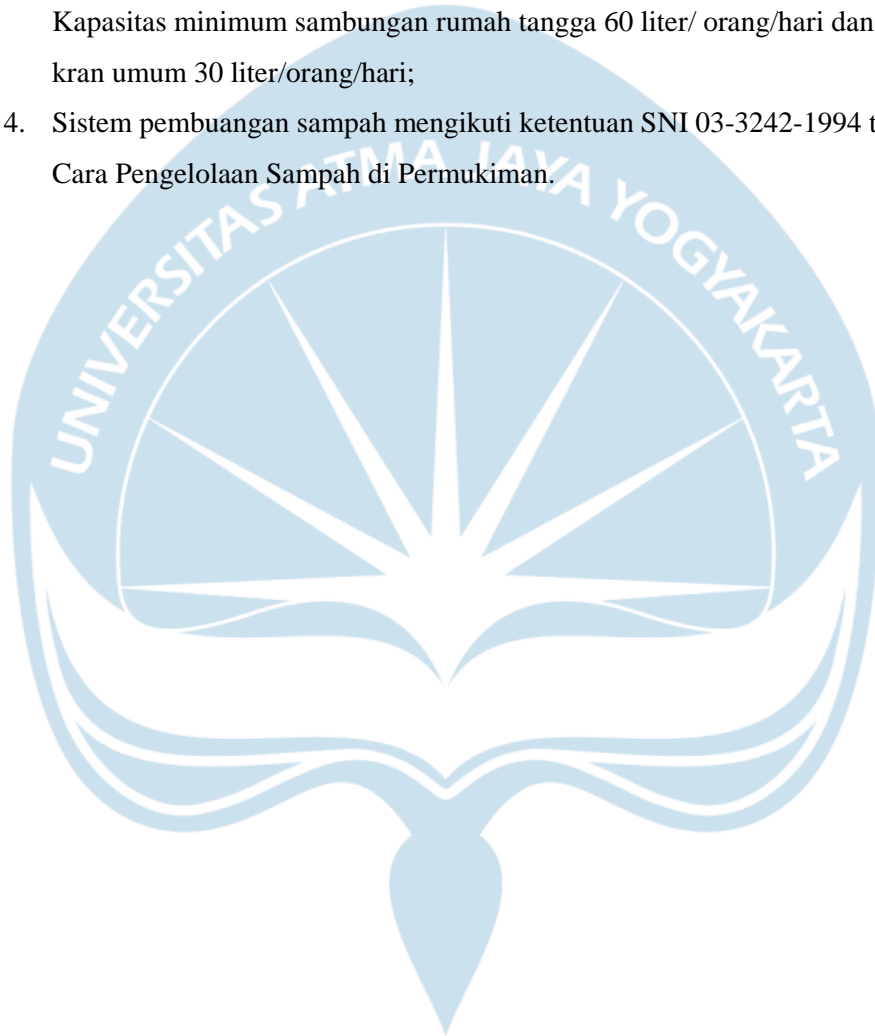 Kapasitas minimum sambungan rumah tangga 60 liter/ orang/hari dan
kran umum 30 liter/orang/hari;
4. Sistem pembuangan sampah mengikuti ketentuan SNI 03-3242-1994 t
Cara Pengelolaan Sampah di Permukiman.
UNIVERSITAS ATMA JAYA YOGYAKARTA